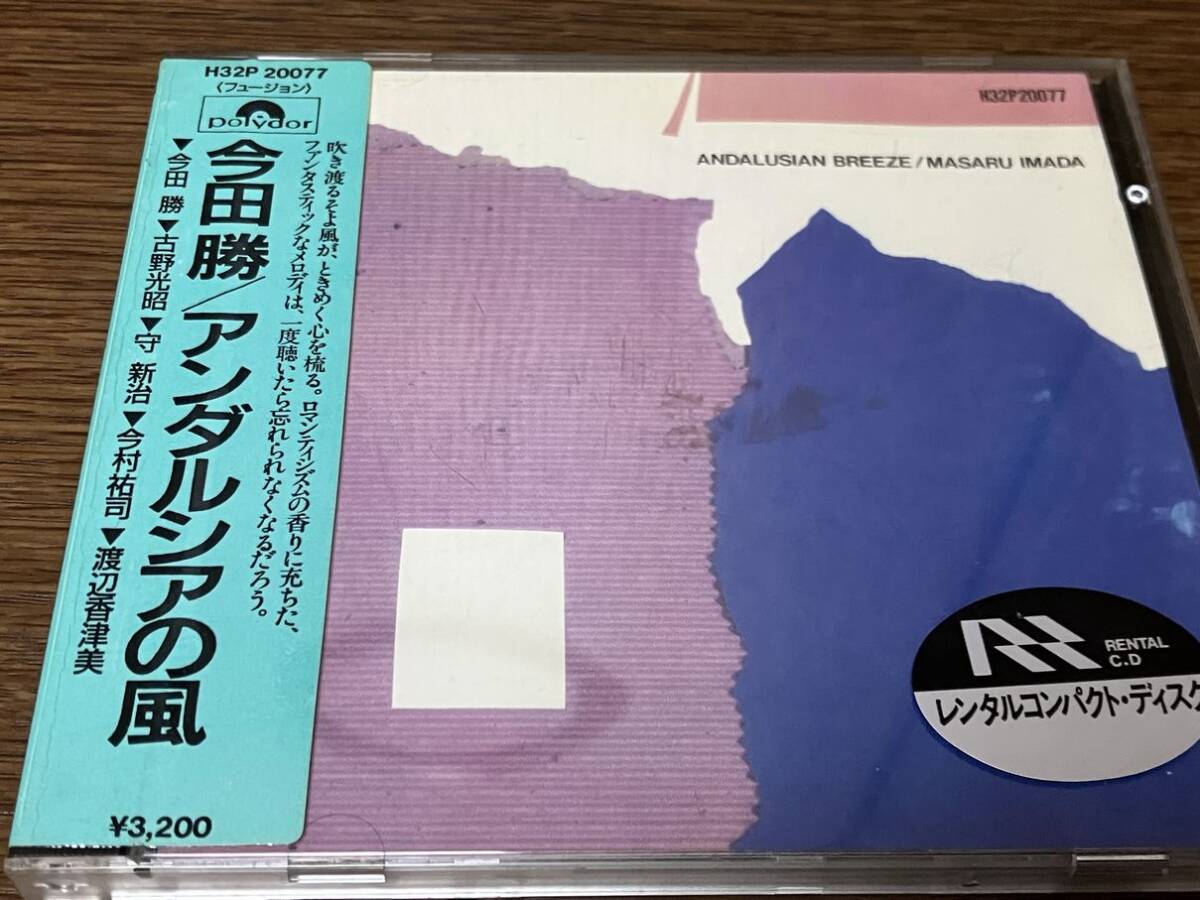 H32P 20077
〈フュージョン〉
polydor
吹き渡るそよ風が、ときめく心を梳る。ロマンティシズムの香りに充ちた、
ファンタスティックなメロディは、一度聴いたら忘れられなくなるだろう。
今田 勝/アンダルシアの風
▼今田 勝▼古野光昭▼守 新治▼今村祐司▼渡辺香津美
¥3,200
H32P20077
ANDALUSIAN BREEZE/MASARU IMADA
RENTAL
C.D
レンタルコンパクト・ディスク